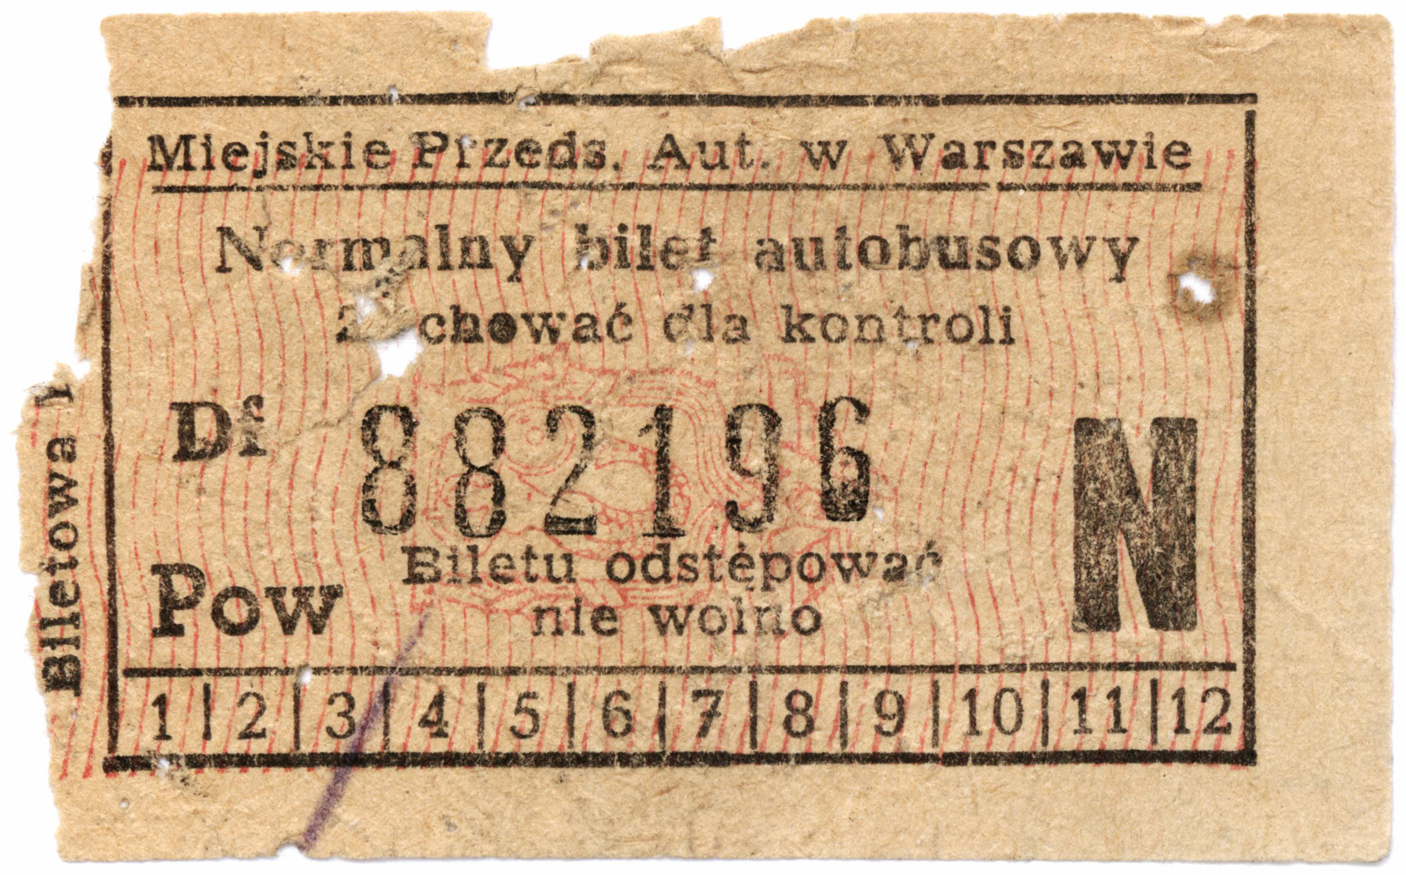 Miejskie Przeds. Aut. w Warszawie
Normalny bilet autobusowy
Zachować dla kontroli
Df 882196
N
Biletu odstępować
Pow
nie wolno
1|2|3|4|5|6|7|8|9|10|11|12
Biletowa